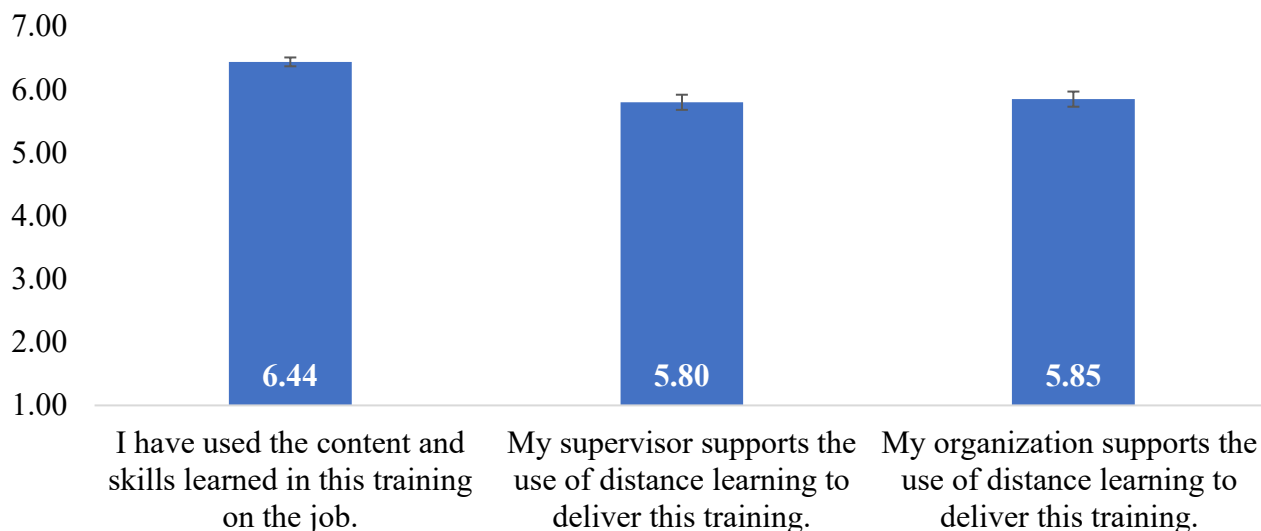 7.00
6.00
5.00
4.00
3.00
2.00
1.00
6.44
5.80
5.85
I have used the content and
skills learned in this training
on the job.
My supervisor supports the
use of distance learning to
deliver this training.
My organization supports the
use of distance learning to
deliver this training.